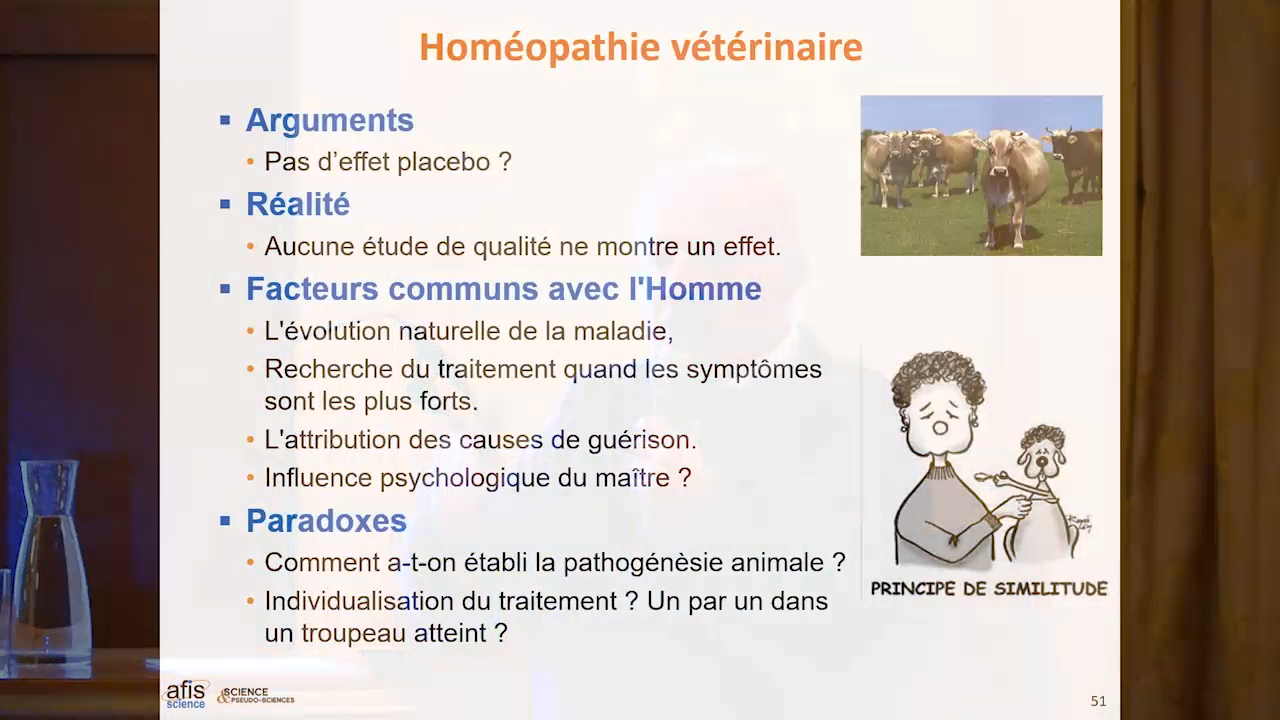 Homéopathie vétérinaire
Arguments
Pas d'effet placebo ?
Réalité
Aucune étude de qualité ne montre un effet.
Facteurs communs avec l'Homme
L'évolution naturelle de la maladie,
Recherche du traitement quand les symptômes
sont les plus forts.
L'attribution des causes de guérison.
Influence psychologique du maître ?
Paradoxes
Comment a-t-on établi la pathogénèsie animale ?
Individualisation du traitement ? Un par un dans
un troupeau atteint ?
PRINCIPE DE SIMILITUDE
afis
science
SCIENCE
& PSEUDO-SCIENCES
51